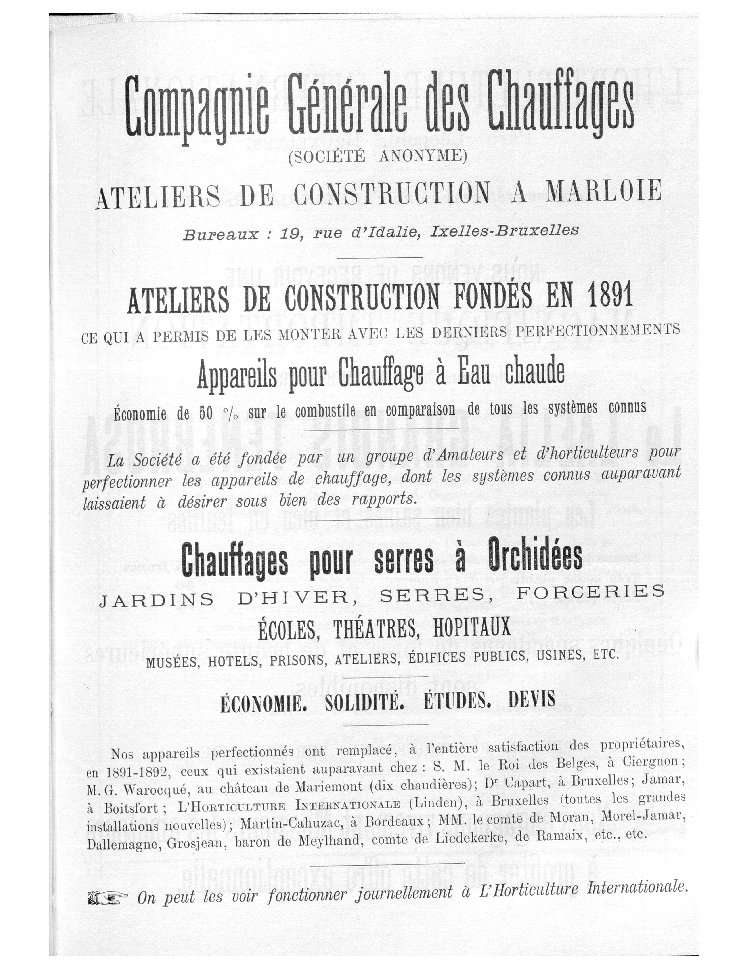 Compagnie Générale des Chauffages
(SOCIÉTÉ ANONYME)
ATELIERS DE CONSTRUCTION A MARLOIE
Bureaux : 19, rue d'Idalie, Ixelles-Bruxelles
ATELIERS DE CONSTRUCTION FONDÉS EN 1891
CE QUI A PERMIS DE LES MONTER AVEC LES DERNIERS PERFECTIONNEMENTS
Appareils pour Chauffage à Eau chaude
Économie de 50 % sur le combustile en comparaison de tous les systèmes connus
La Société a été fondée par un groupe d'Amateurs et d'horticulteurs pour
perfectionner les appareils de chauffage, dont les systèmes connus auparavant
laissaient à désirer sous bien des rapports.
Chauffages pour serres à Orchidées
JARDINS D'HIVER, SERRES, FORCERIES
ÉCOLES, THÉATRES, HOPITAUX
MUSÉES, HOTELS, PRISONS, ATELIERS, ÉDIFICES PUBLICS, USINES, ETC.
ÉCONOMIE. SOLIDITÉ. ÉTUDES. DEVIS
Nos appareils perfectionnés ont remplacé, à l'entière satisfaction des propriétaires,
en 1891-1892, ceux qui existaient auparavant chez : S. M. le Roi des Belges, à Ciergnon;
M. G. Warocqué, au château de Mariemont (dix chaudières); Dr Capart, à Bruxelles; Jamar,
à Boitsfort; L'HORTICULTURE INTERNATIONALE (Linden), à Bruxelles (toutes les grandes
installations nouvelles); Martin-Cahuzac, à Bordeaux; MM. le comte de Moran, Morel-Jamar,
Dallemagne, Grosjean, baron de Meylhand, comte de Liedekerke, de Ramaix, etc., etc.
☞ On peut les voir fonctionner journellement à L'Horticulture Internationale.